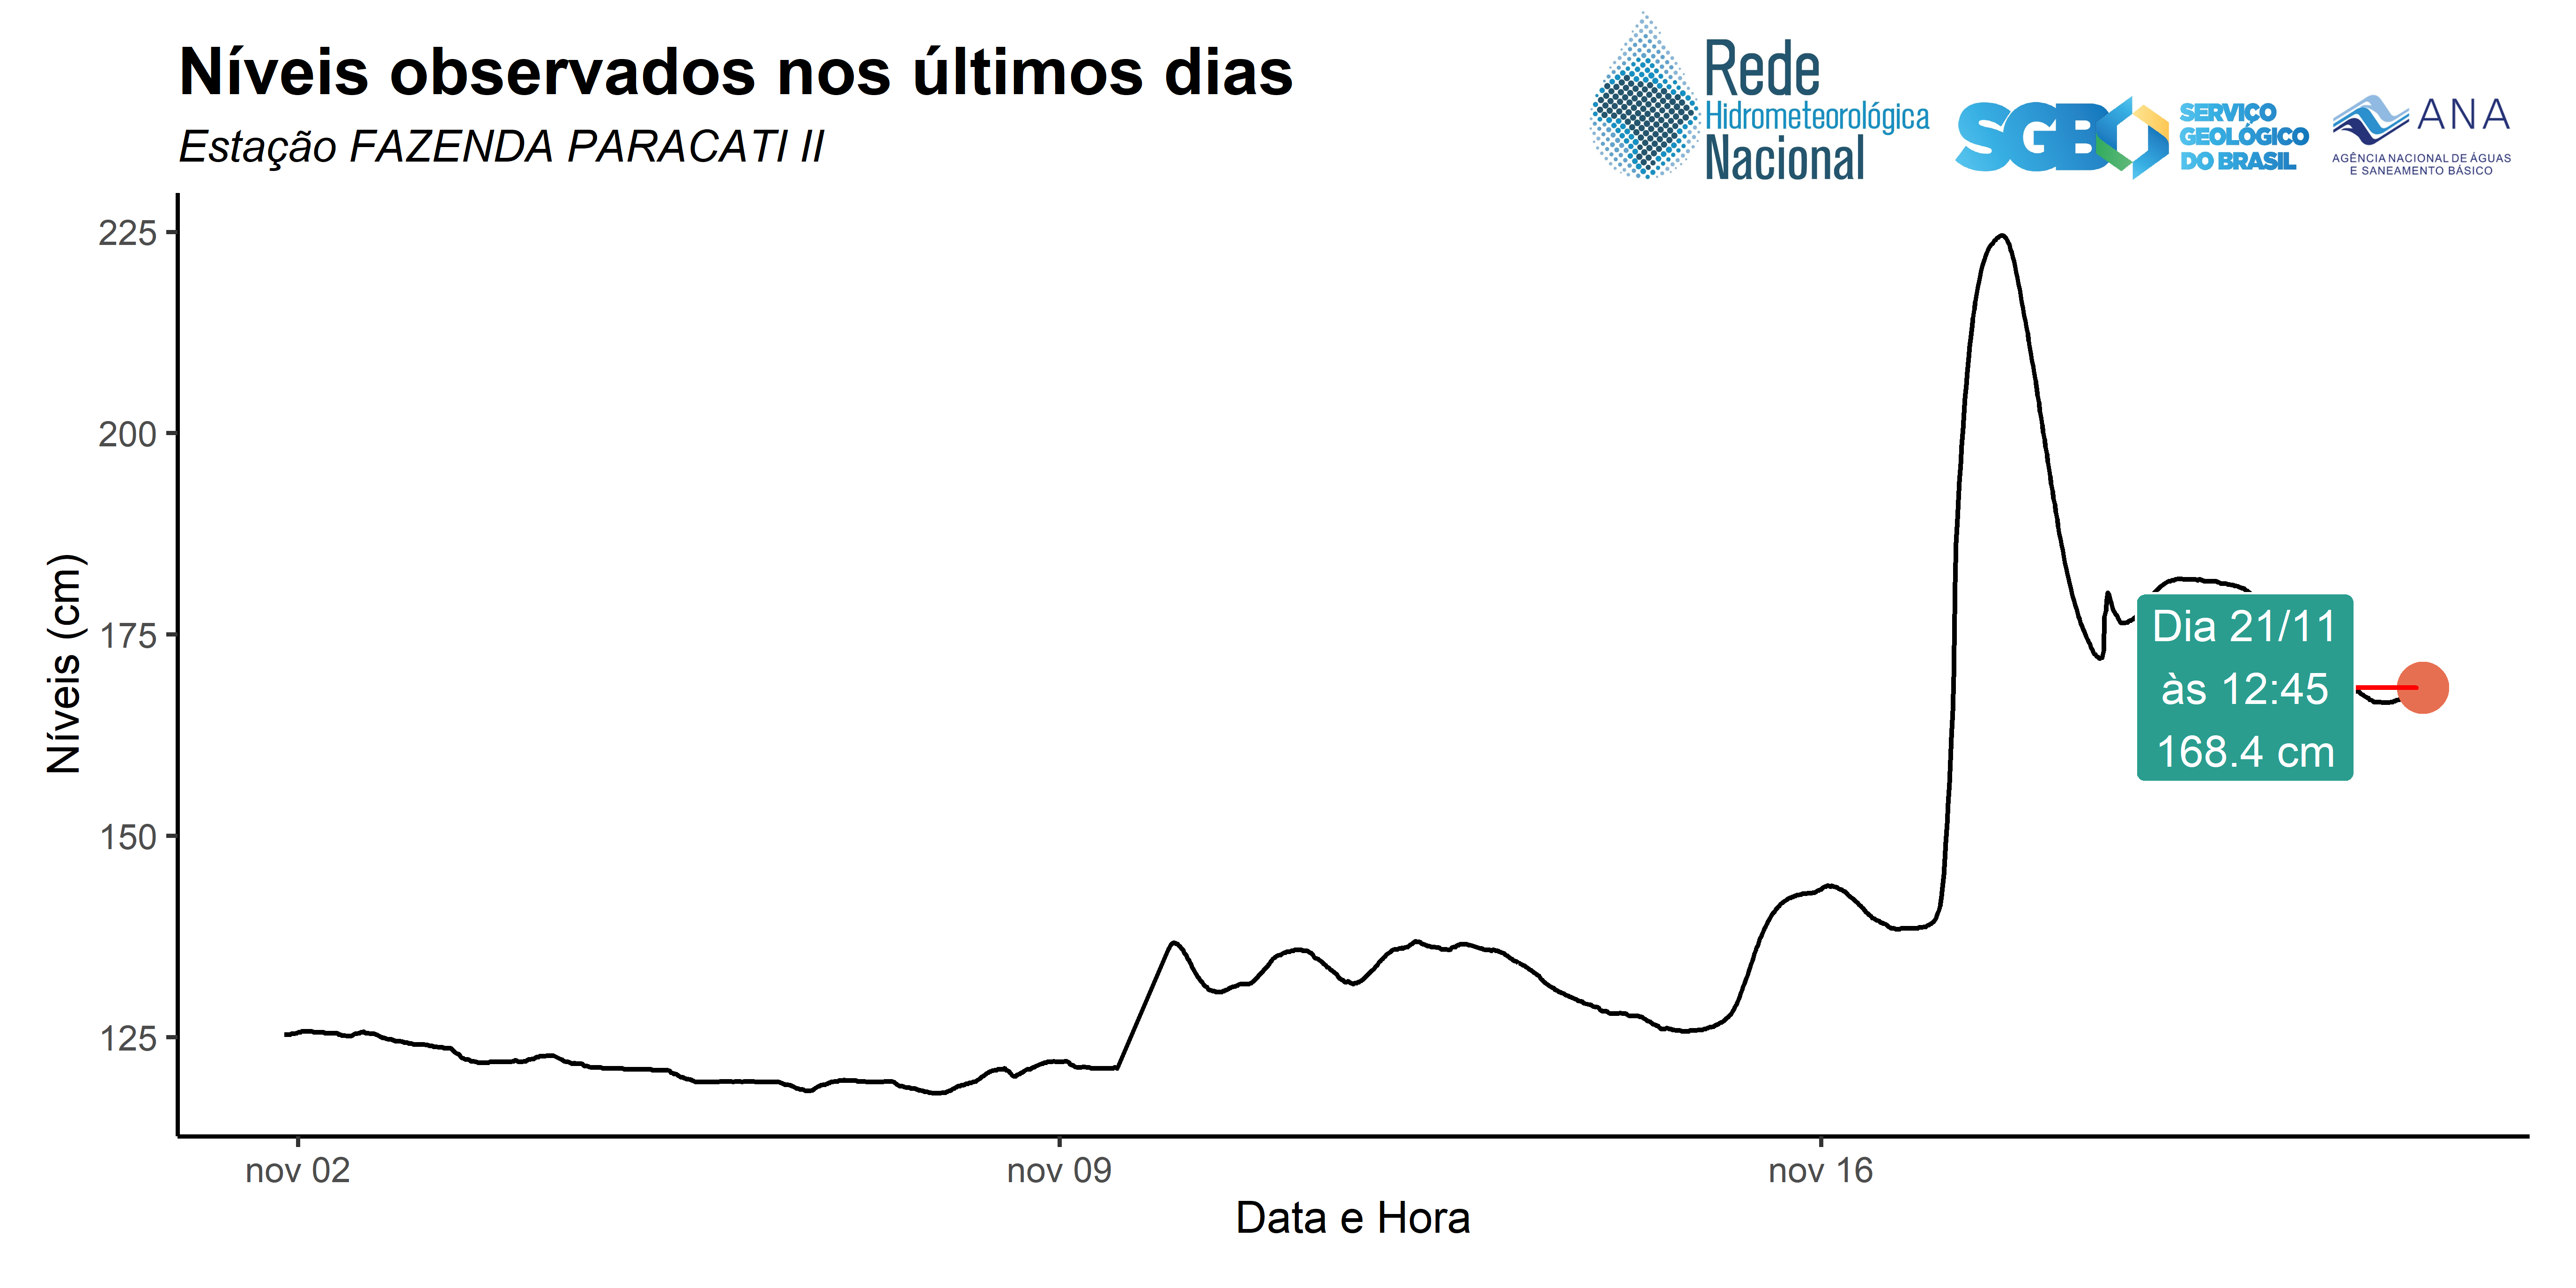 Níveis observados nos últimos dias
Estação FAZENDA PARACATI II
Rede
Hidrometeorológica
Nacional
SGB
SERVIÇO
GEOLÓGICO
DO BRASIL
ANA
AGÊNCIA NACIONAL DE ÁGUAS
E SANEAMENTO BÁSICO
225
200
175
150
125
Níveis (cm)
Dia 21/11
às 12:45
168.4 cm
nov 02
nov 09
nov 16
Data e Hora